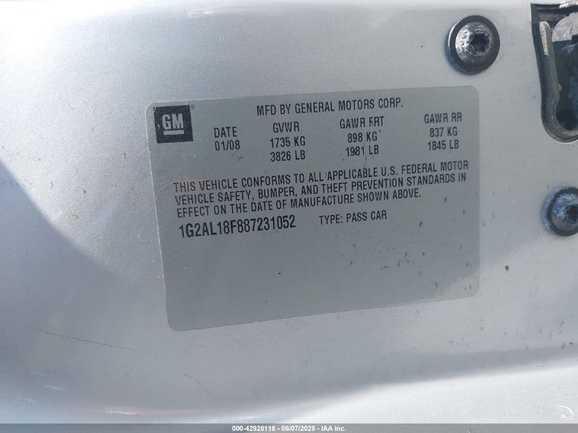 MFD BY GENERAL MOTORS CORP.
GM
DATE GVWR GAWR FRT GAWR RR
01/08 1735 KG 898 KG 837 KG
3826 LB 1981 LB 1845 LB
THIS VEHICLE CONFORMS TO ALL APPLICABLE U.S. FEDERAL MOTOR
VEHICLE SAFETY, BUMPER, AND THEFT PREVENTION STANDARDS IN
EFFECT ON THE DATE OF MANUFACTURE SHOWN ABOVE.
1G2AL18F887231052 TYPE: PASS CAR
000-42928118 - 06/07/2025 - IAA Inc.